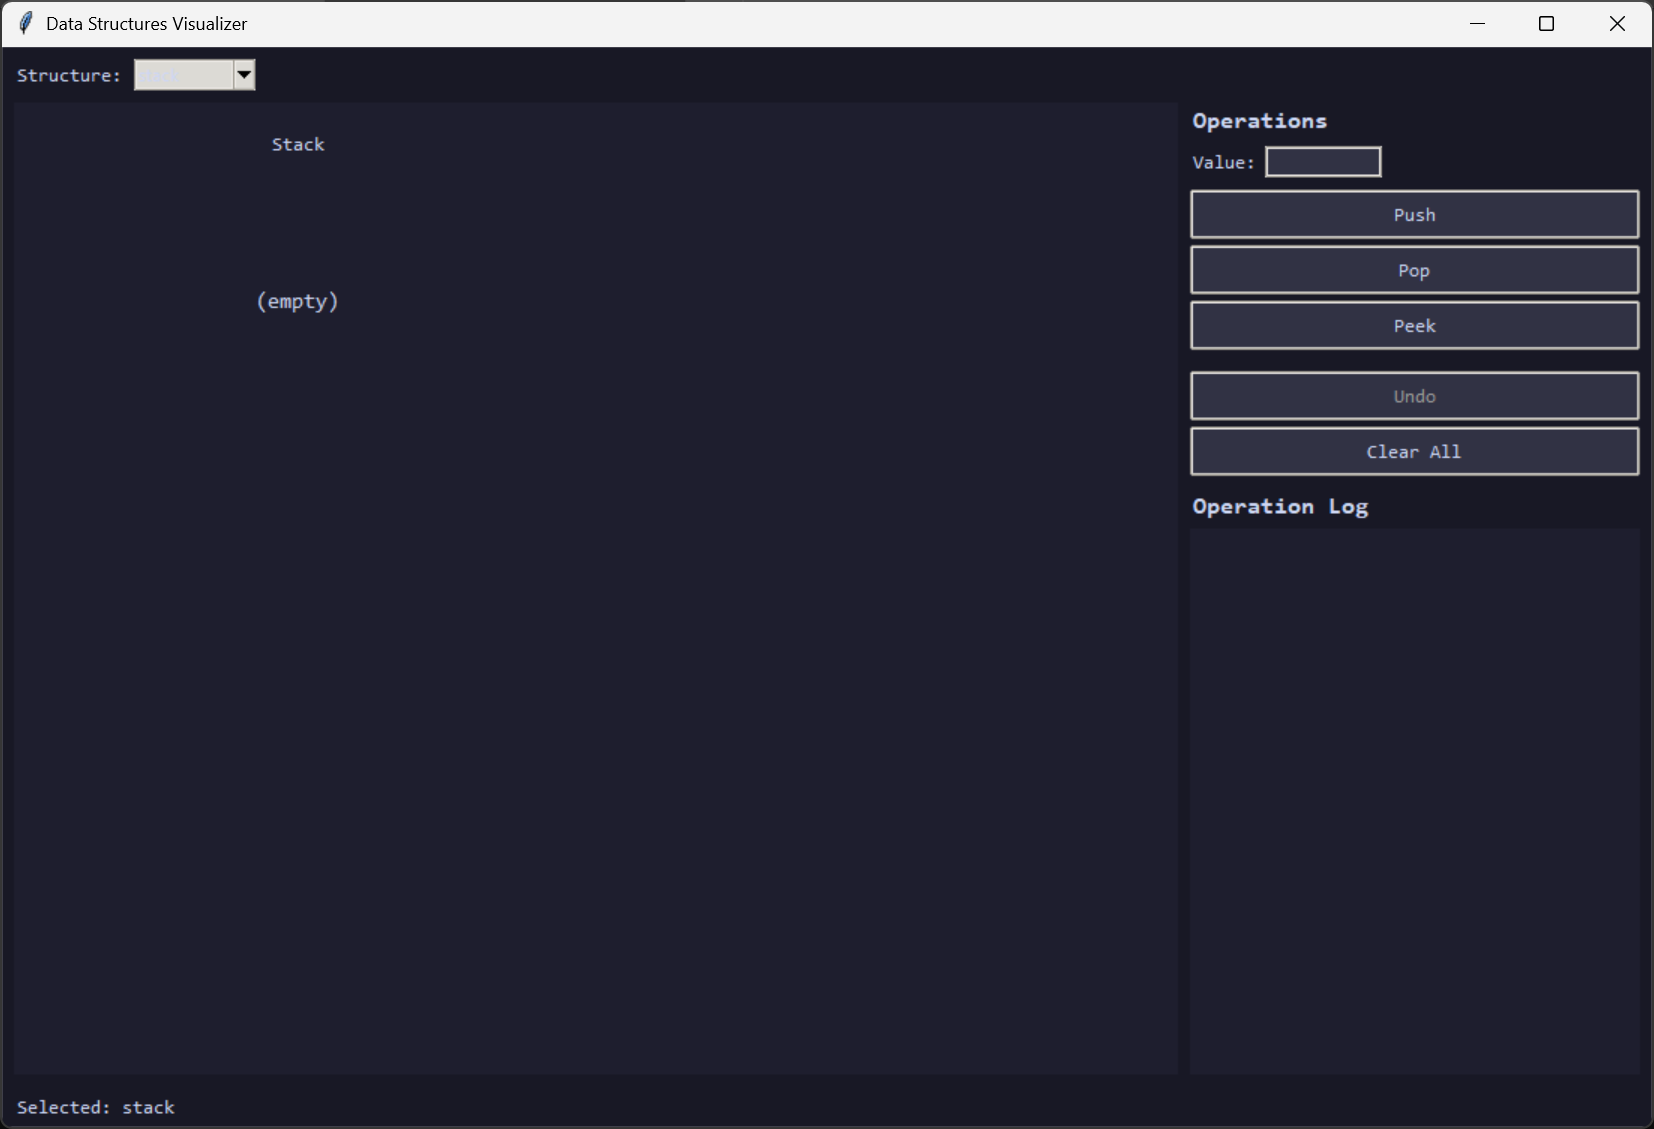 Data Structures Visualizer
Structure:
Stack
(empty)
Operations
Value:
Push
Pop
Peek
Undo
Clear All
Operation Log
Selected: stack